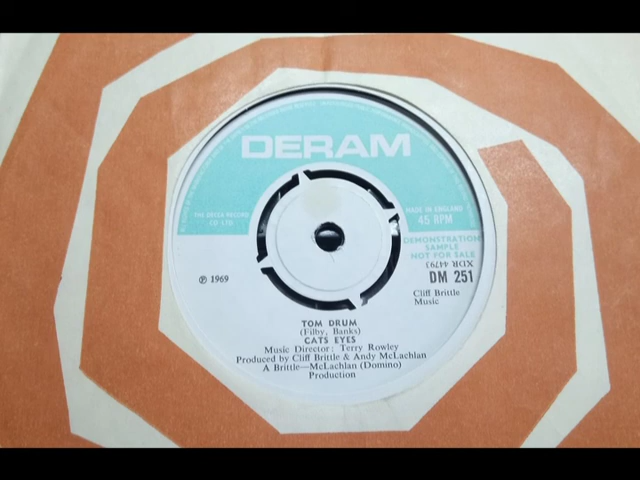 DERAM
THE DECCA RECORD
CO LTD
MADE IN ENGLAND
45 RPM
DEMONSTRATION
SAMPLE
NOT FOR SALE
XDR 44793
DM 251
℗ 1969
Cliff Brittle
Music
TOM DRUM
(Filby, Banks)
CATS EYES
Music Director: Terry Rowley
Produced by Cliff Brittle & Andy McLachlan
A Brittle—McLachlan (Domino)
Production